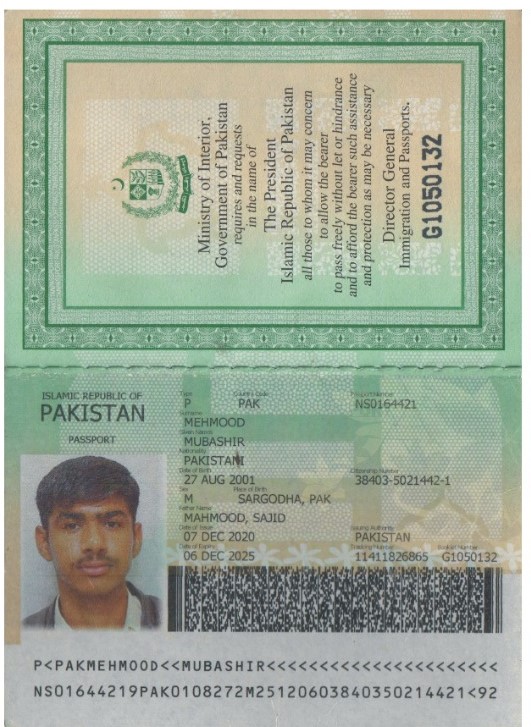 Ministry of Interior,
Government of Pakistan
requires and requests
in the name of
The President
Islamic Republic of Pakistan
all those to whom it may concern
to allow the bearer
to pass freely without let or hindrance
and to afford the bearer such assistance
and protection as may be necessary
Director General
Immigration and Passports.
G1050132
ISLAMIC REPUBLIC OF
PAKISTAN
PASSPORT
Type Country Code Passport Number
P PAK NS0164421
Surname
MEHMOOD
Given Names
MUBASHIR
Nationality
PAKISTANI
Date of Birth Citizenship Number
27 AUG 2001 38403-5021442-1
Sex Place of Birth
M SARGODHA, PAK
Father Name
MAHMOOD, SAJID
Date of Issue Issuing Authority
07 DEC 2020 PAKISTAN
Date of Expiry Tracking Number Booklet Number
06 DEC 2025 11411826865 G1050132
P<PAKMEHMOOD<<MUBASHIR<<<<<<<<<<<<<<<<<<<<<<
NS01644219PAK0108272M25120603840350214421<92